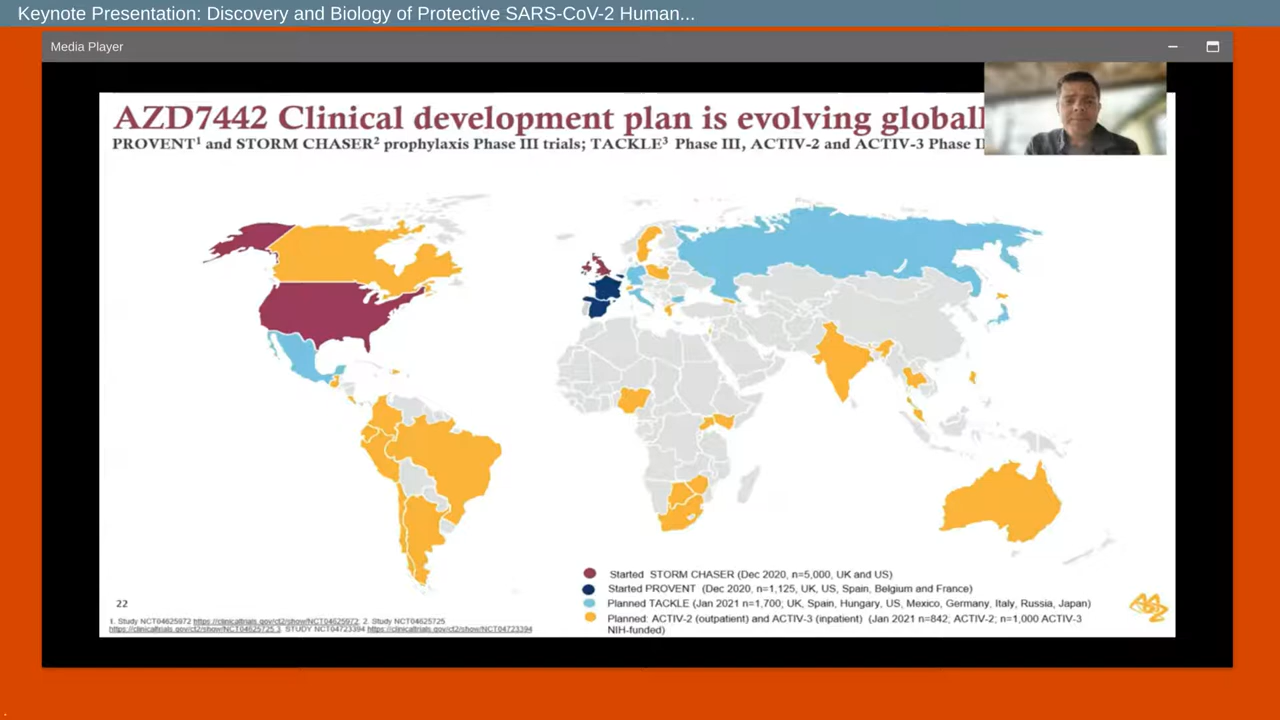 Keynote Presentation: Discovery and Biology of Protective SARS-CoV-2 Human...
Media Player
AZD7442 Clinical development plan is evolving globall
PROVENT1 and STORM CHASER2 prophylaxis Phase III trials; TACKLE3 Phase III, ACTIV-2 and ACTIV-3 Phase I
Started STORM CHASER (Dec 2020, n=5,000, UK and US)
Started PROVENT (Dec 2020, n=1,125, UK, US, Spain, Belgium and France)
Planned TACKLE (Jan 2021 n=1,700; UK, Spain, Hungary, US, Mexico, Germany, Italy, Russia, Japan)
Planned: ACTIV-2 (outpatient) and ACTIV-3 (inpatient) (Jan 2021 n=842; ACTIV-2; n=1,000 ACTIV-3
NIH-funded)
22
1. Study NCT04625972 https://clinicaltrials.gov/ct2/show/NCT04625972; 2. Study NCT04625725
https://clinicaltrials.gov/ct2/show/NCT04625725 3. STUDY NCT04723394 https://clinicaltrials.gov/ct2/show/NCT04723394